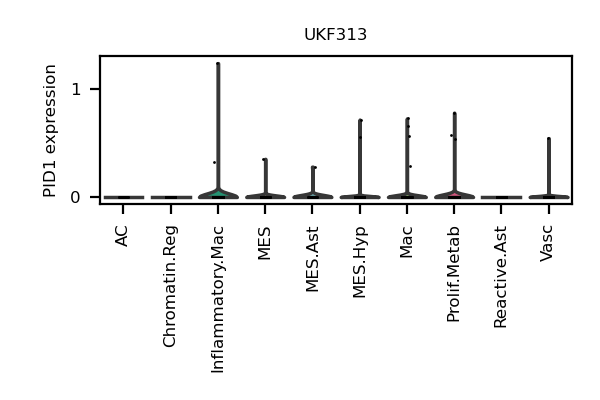 UKF313
PID1 expression
1
0
AC
Chromatin.Reg
Inflammatory.Mac
MES
MES.Ast
MES.Hyp
Mac
Prolif.Metab
Reactive.Ast
Vasc